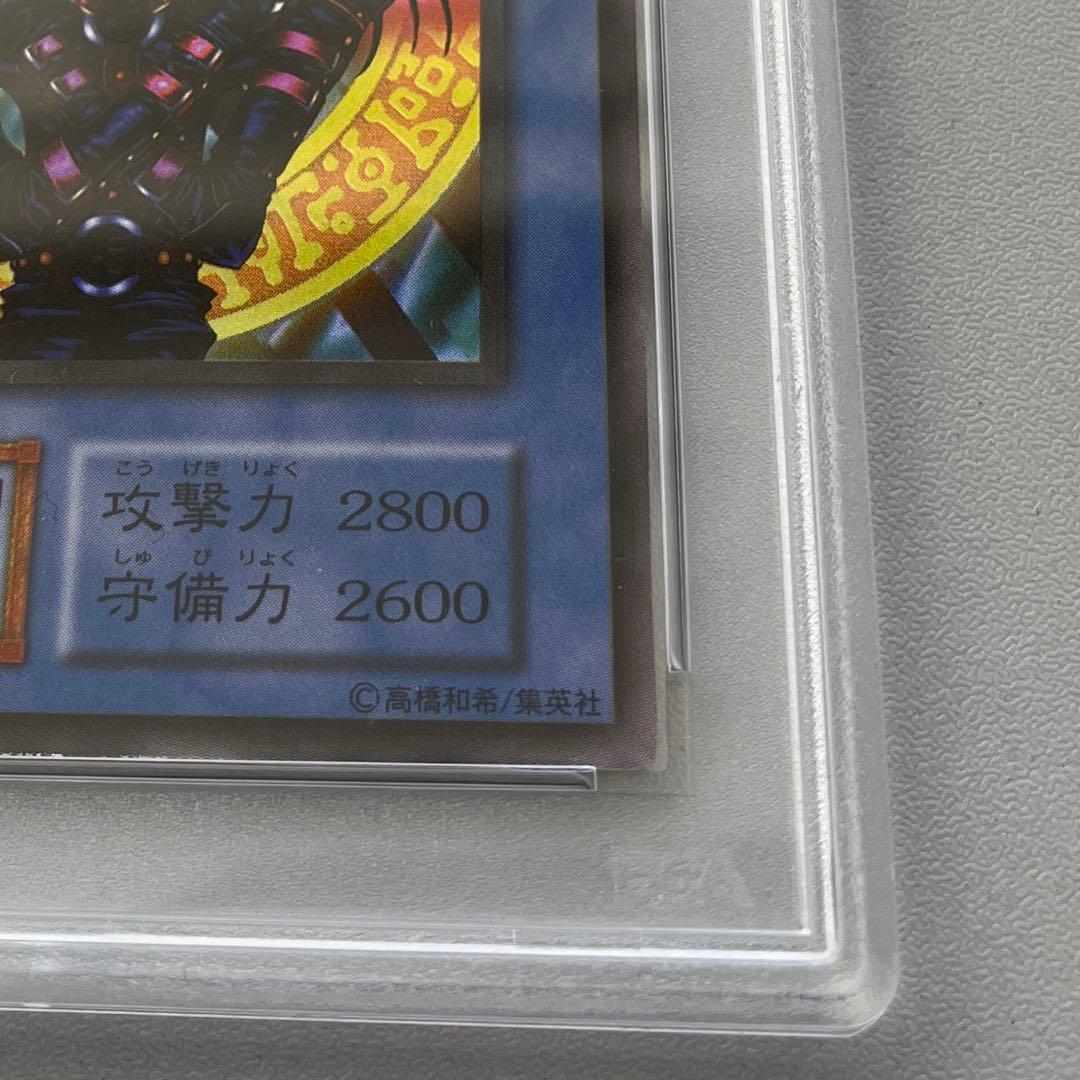 こうげきりょく
攻撃力 2800
しゅびりょく
守備力 2600
©高橋和希/集英社
PSA